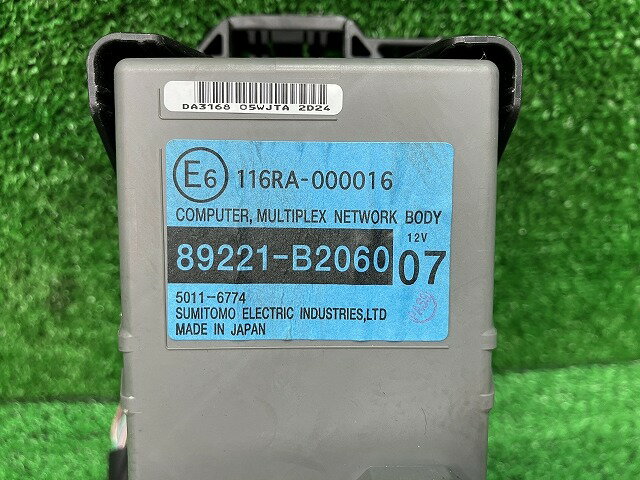 DA3168 05WJTA 2D24
E6 116RA-000016
COMPUTER, MULTIPLEX NETWORK BODY
89221-B2060 12V 07
5011-6774
SUMITOMO ELECTRIC INDUSTRIES,LTD
MADE IN JAPAN